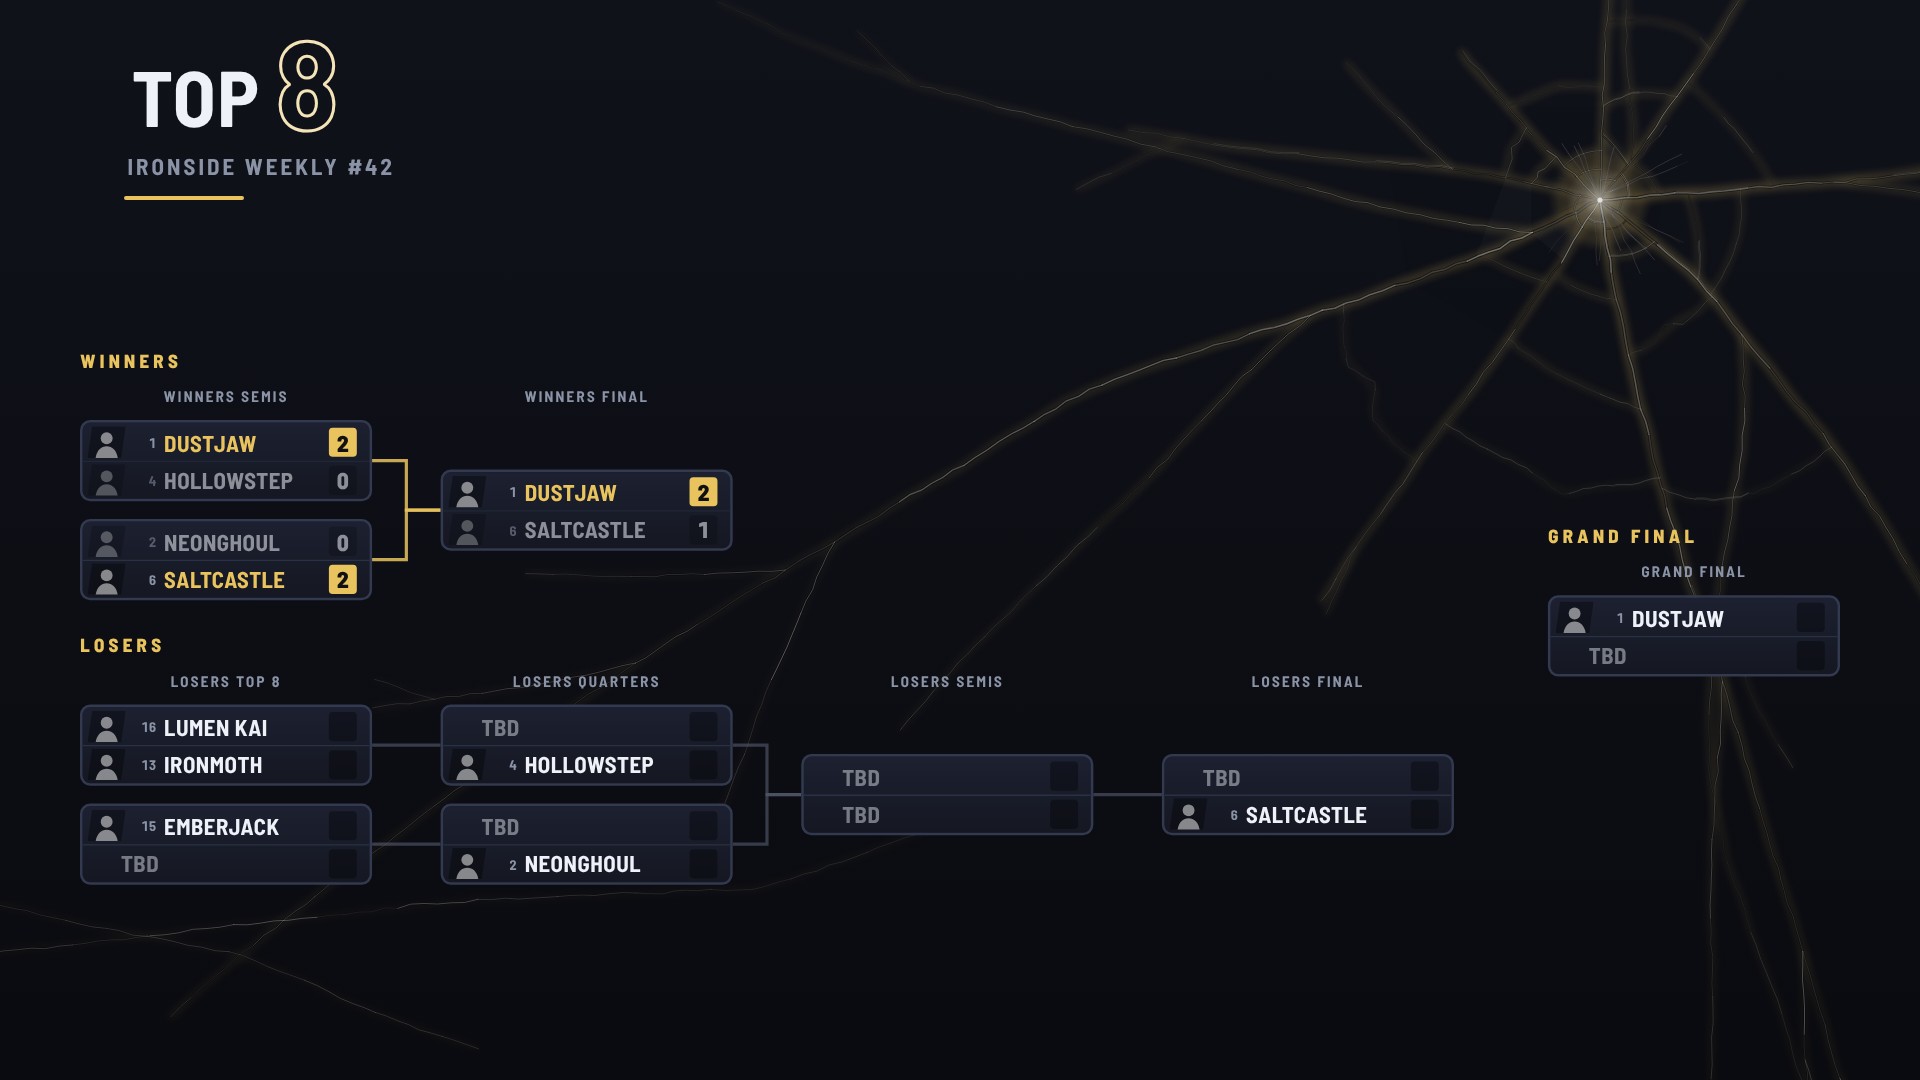 TOP 8
IRONSIDE WEEKLY #42
WINNERS
WINNERS SEMIS
1 DUSTJAW 2
4 HOLLOWSTEP 0
2 NEONGHOUL 0
6 SALTCASTLE 2
WINNERS FINAL
1 DUSTJAW 2
6 SALTCASTLE 1
LOSERS
LOSERS TOP 8
16 LUMEN KAI
13 IRONMOTH
15 EMBERJACK
TBD
LOSERS QUARTERS
TBD
4 HOLLOWSTEP
TBD
2 NEONGHOUL
LOSERS SEMIS
TBD
TBD
LOSERS FINAL
TBD
6 SALTCASTLE
GRAND FINAL
GRAND FINAL
1 DUSTJAW
TBD